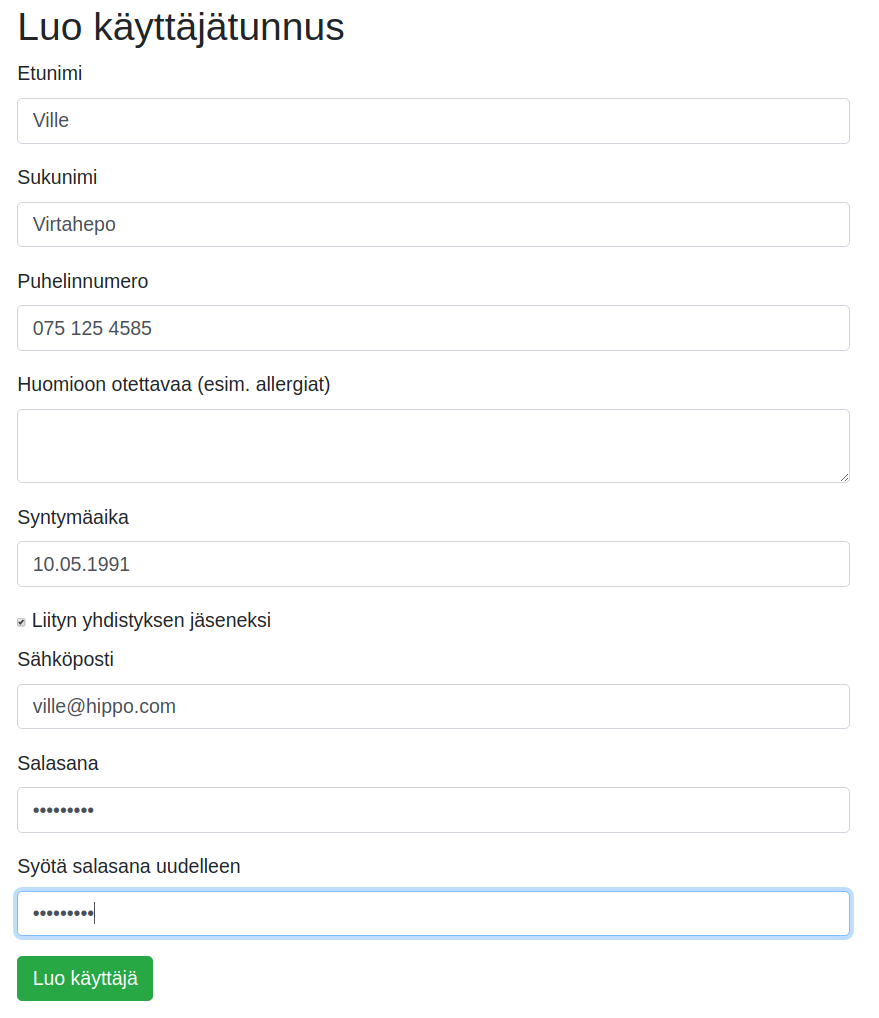 Luo käyttäjätunnus
Etunimi
Ville
Sukunimi
Virtahepo
Puhelinnumero
075 125 4585
Huomioon otettavaa (esim. allergiat)
Syntymäaika
10.05.1991
Liityn yhdistyksen jäseneksi
Sähköposti
ville@hippo.com
Salasana
•••••••••
Syötä salasana uudelleen
•••••••••
Luo käyttäjä